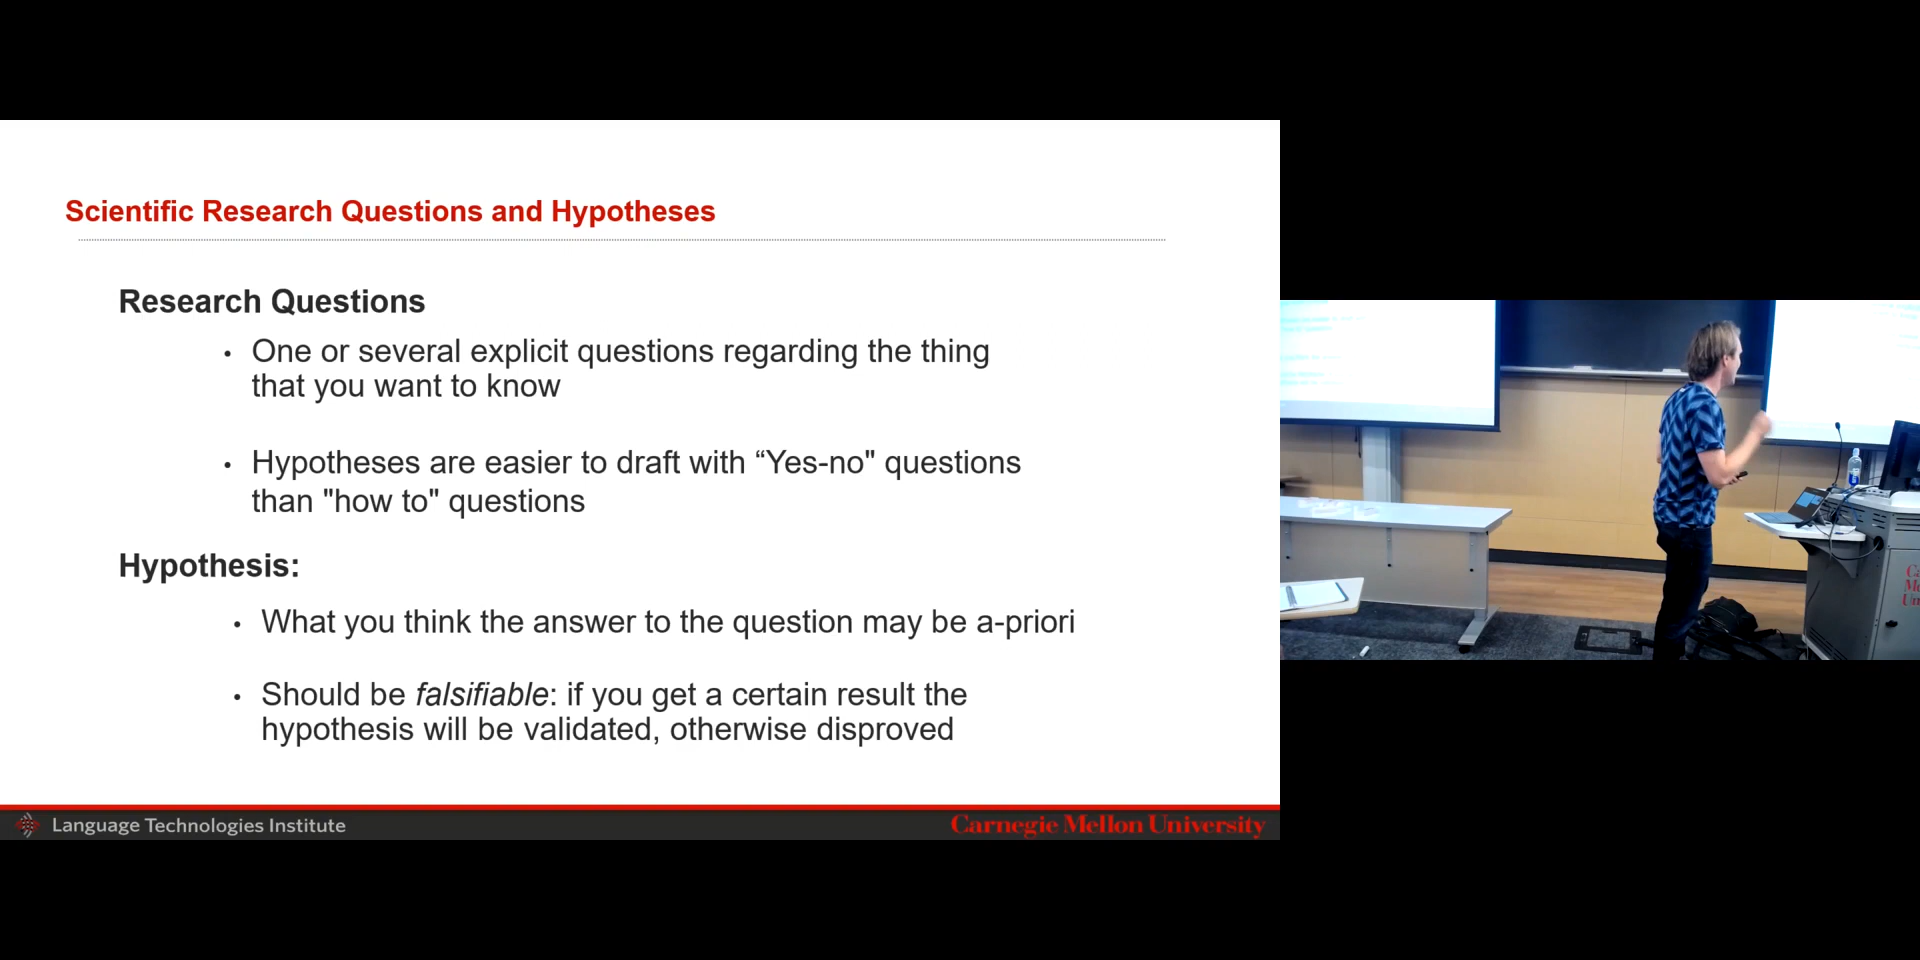 Scientific Research Questions and Hypotheses
Research Questions
• One or several explicit questions regarding the thing
that you want to know
• Hypotheses are easier to draft with “Yes-no" questions
than "how to" questions
Hypothesis:
• What you think the answer to the question may be a-priori
• Should be falsifiable: if you get a certain result the
hypothesis will be validated, otherwise disproved
Language Technologies Institute
Carnegie Mellon University